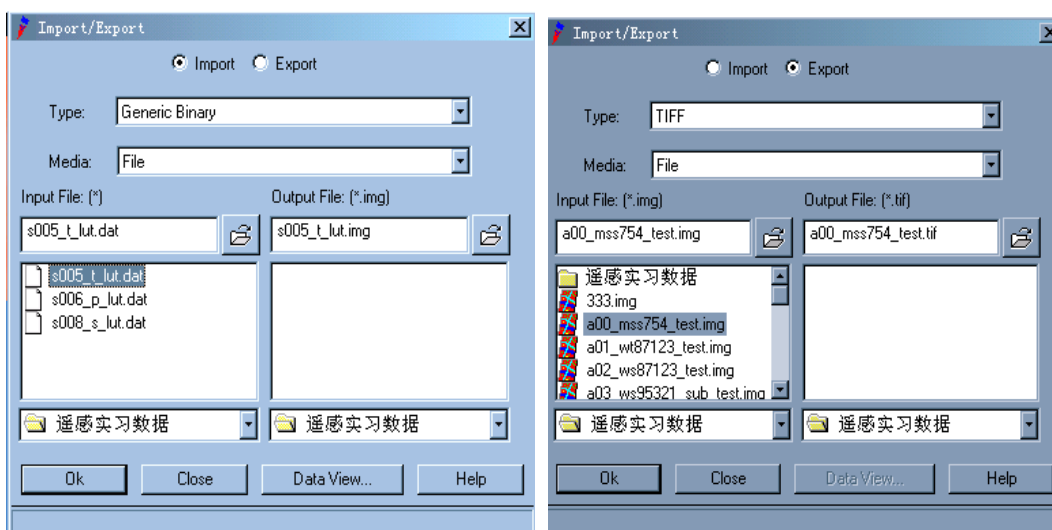 Import/Export
Import Export
Type: Generic Binary
Media: File
Input File: (*) Output File: (*.img)
s005_t_lut.dat s005_t_lut.img
s005_t_lut.dat
s006_p_lut.dat
s008_s_lut.dat
遥感实习数据 遥感实习数据
Ok Close Data View... Help
Import/Export
Import Export
Type: TIFF
Media: File
Input File: (*.img) Output File: (*.tif)
a00_mss754_test.img a00_mss754_test.tif
遥感实习数据
333.img
a00_mss754_test.img
a01_wt87123_test.img
a02_ws87123_test.img
a03_ws95321_sub_test.img
遥感实习数据 遥感实习数据
Ok Close Data View... Help